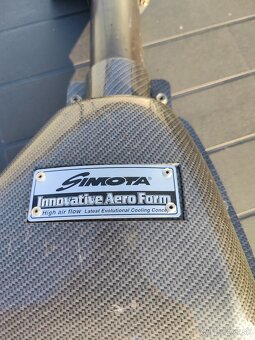 SIMOTA
Innovative Aero Form
High air flow Latest Evolutional Cooling Concept